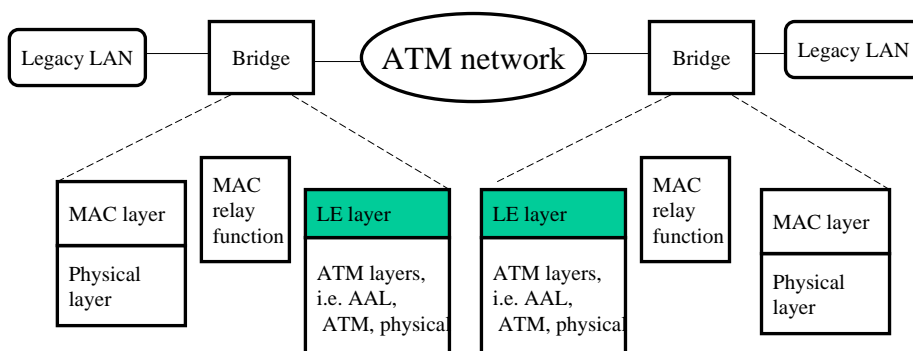 Legacy LAN
Bridge
ATM network
Bridge
Legacy LAN
MAC layer
Physical
layer
MAC
relay
function
LE layer
ATM layers,
i.e. AAL,
ATM, physical
LE layer
ATM layers,
i.e. AAL,
ATM, physical
MAC
relay
function
MAC layer
Physical
layer